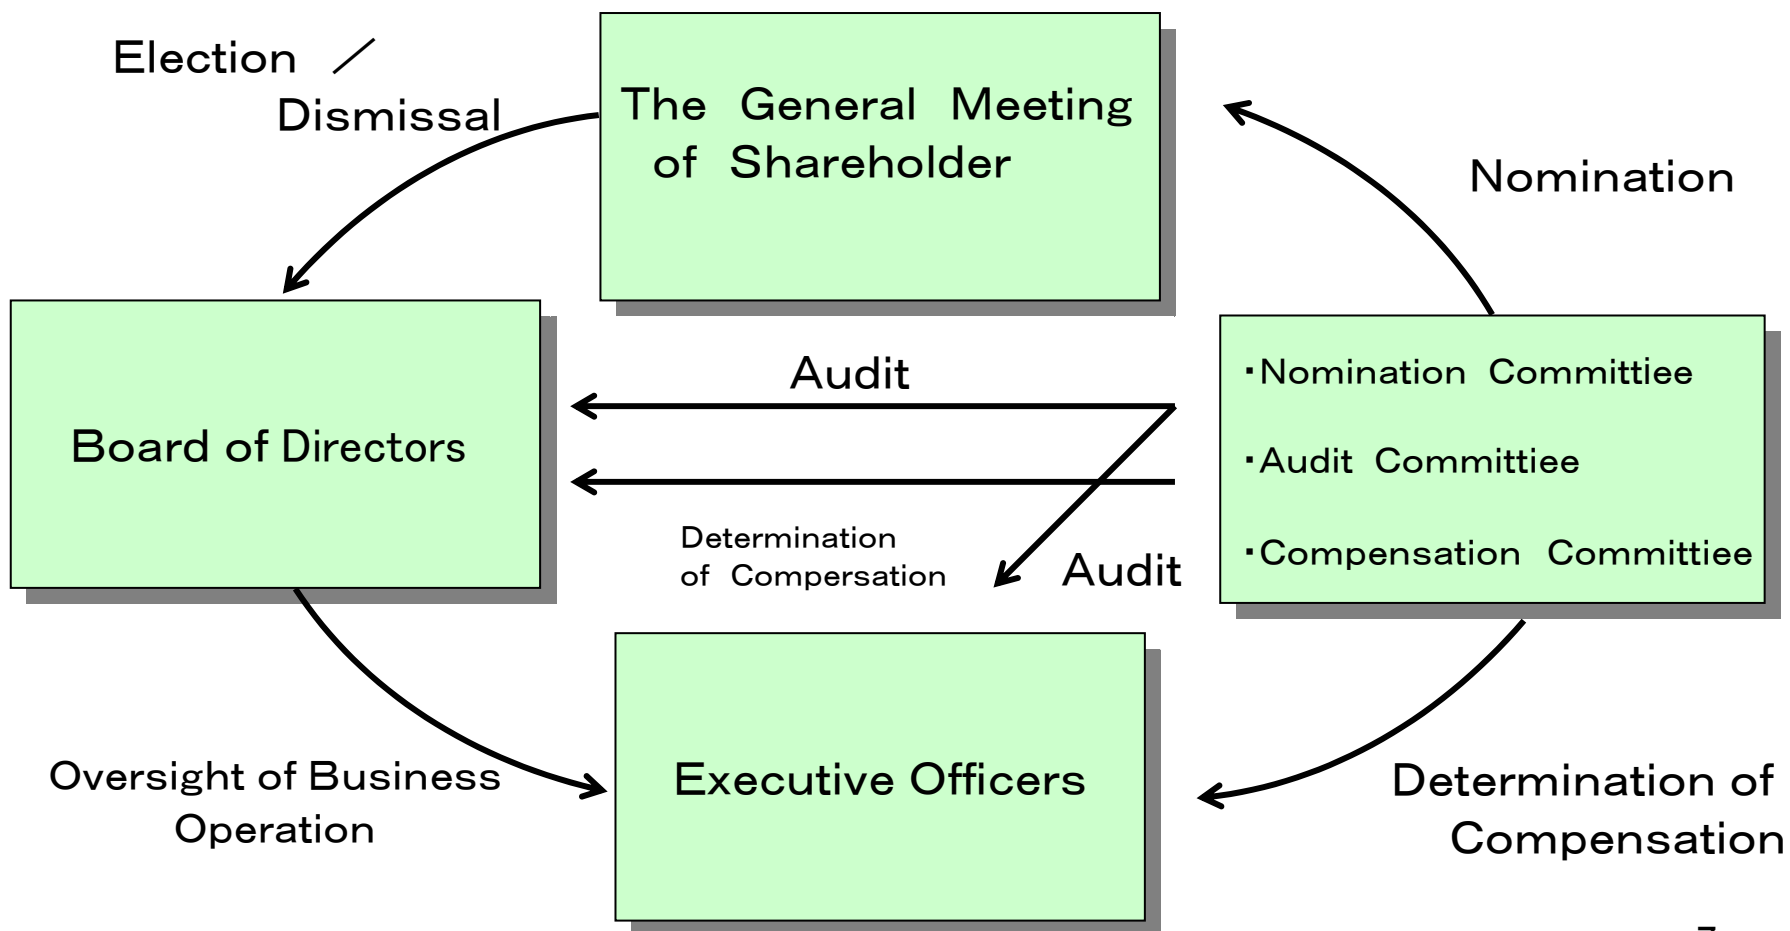 Election ／
Dismissal
The General Meeting
of Shareholder
Nomination
Audit
・Nomination Committiee
・Audit Committiee
・Compensation Committiee
Board of Directors
Determination
of Compersation
Audit
Oversight of Business
Operation
Executive Officers
Determination of
Compensation